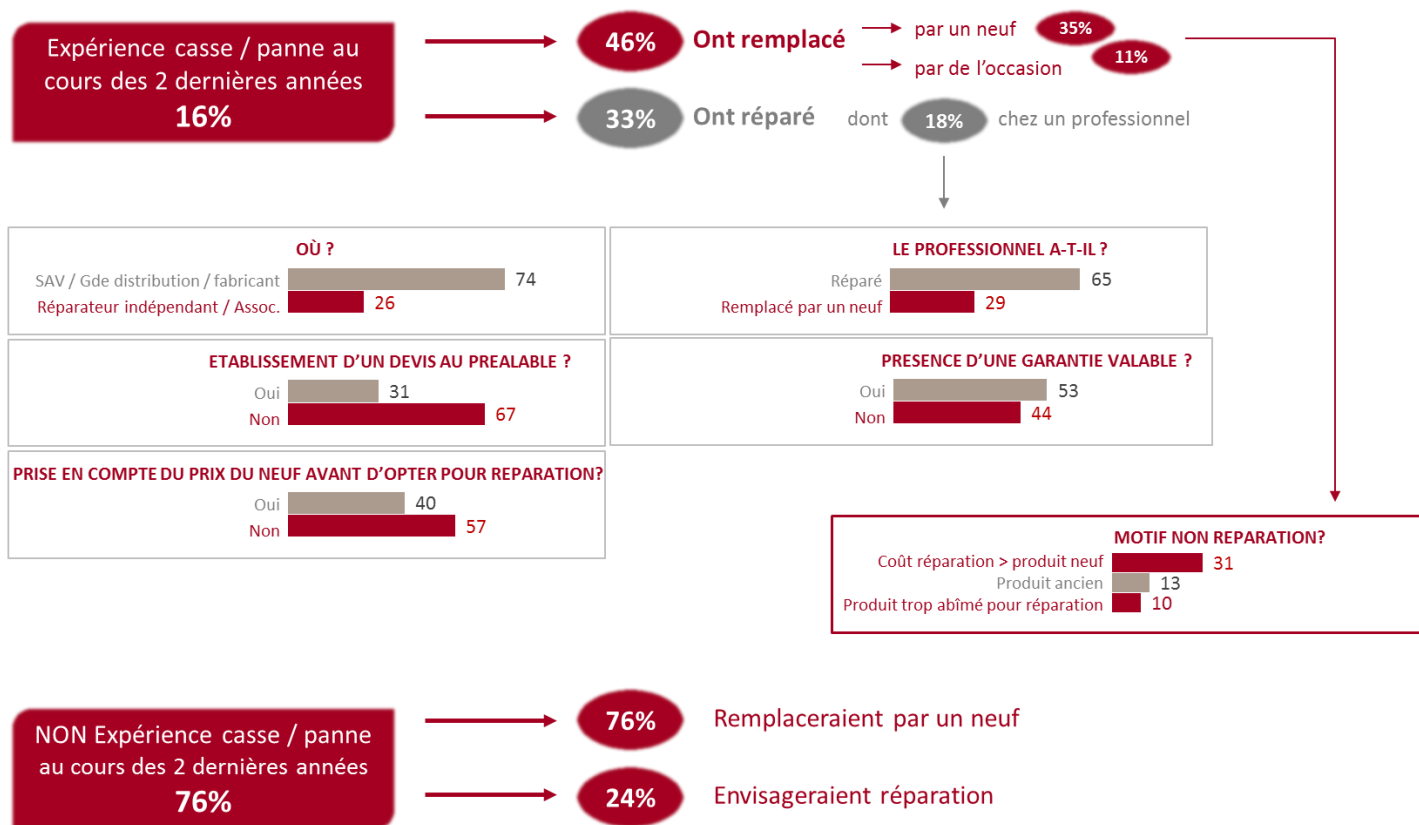 Expérience casse / panne au
cours des 2 dernières années
16%
46% Ont remplacé
par un neuf 35%
par de l'occasion 11%
33% Ont réparé dont 18% chez un professionnel
OÙ ?
SAV / Gde distribution / fabricant 74
Réparateur indépendant / Assoc. 26
LE PROFESSIONNEL A-T-IL ?
Réparé 65
Remplacé par un neuf 29
ETABLISSEMENT D'UN DEVIS AU PREALABLE ?
Oui 31
Non 67
PRESENCE D'UNE GARANTIE VALABLE ?
Oui 53
Non 44
PRISE EN COMPTE DU PRIX DU NEUF AVANT D'OPTER POUR REPARATION?
Oui 40
Non 57
MOTIF NON REPARATION?
Coût réparation > produit neuf 31
Produit ancien 13
Produit trop abîmé pour réparation 10
NON Expérience casse / panne
au cours des 2 dernières années
76%
76% Remplaceraient par un neuf
24% Envisageraient réparation